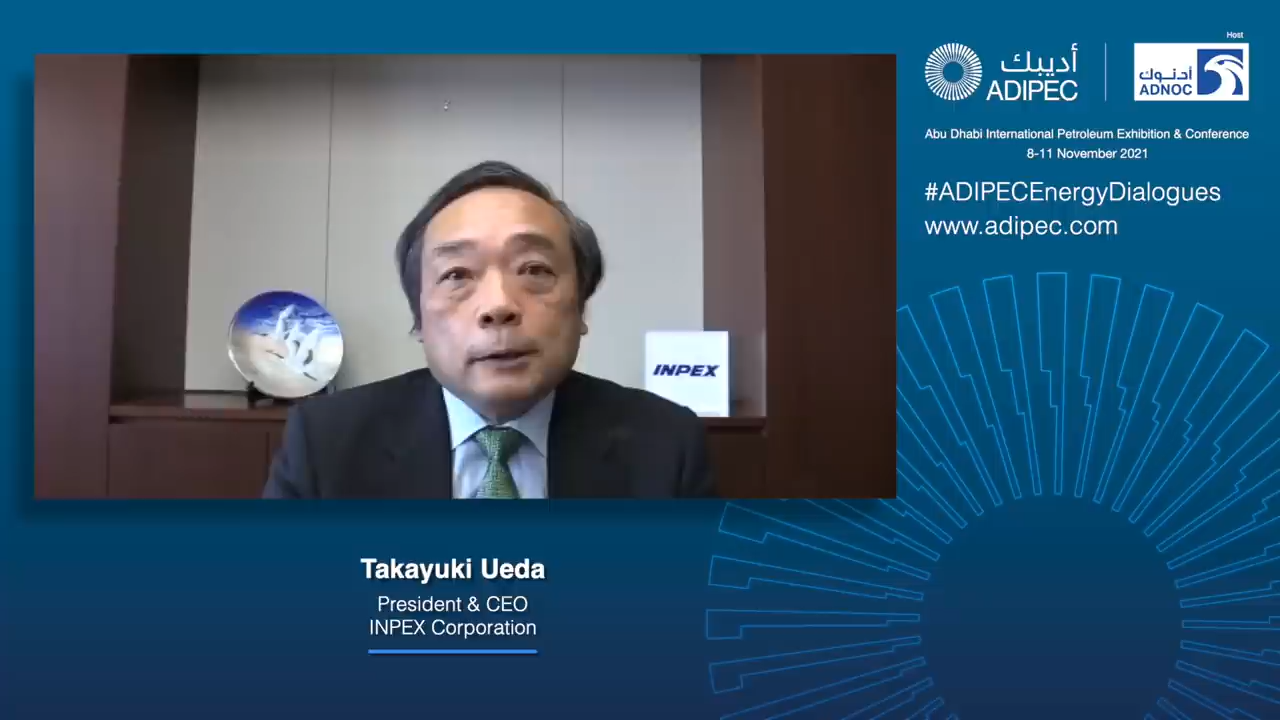 Host
أديبك
ADIPEC
أدنوك
ADNOC
Abu Dhabi International Petroleum Exhibition & Conference
8-11 November 2021
#ADIPECEnergyDialogues
www.adipec.com
INPEX
Takayuki Ueda
President & CEO
INPEX Corporation